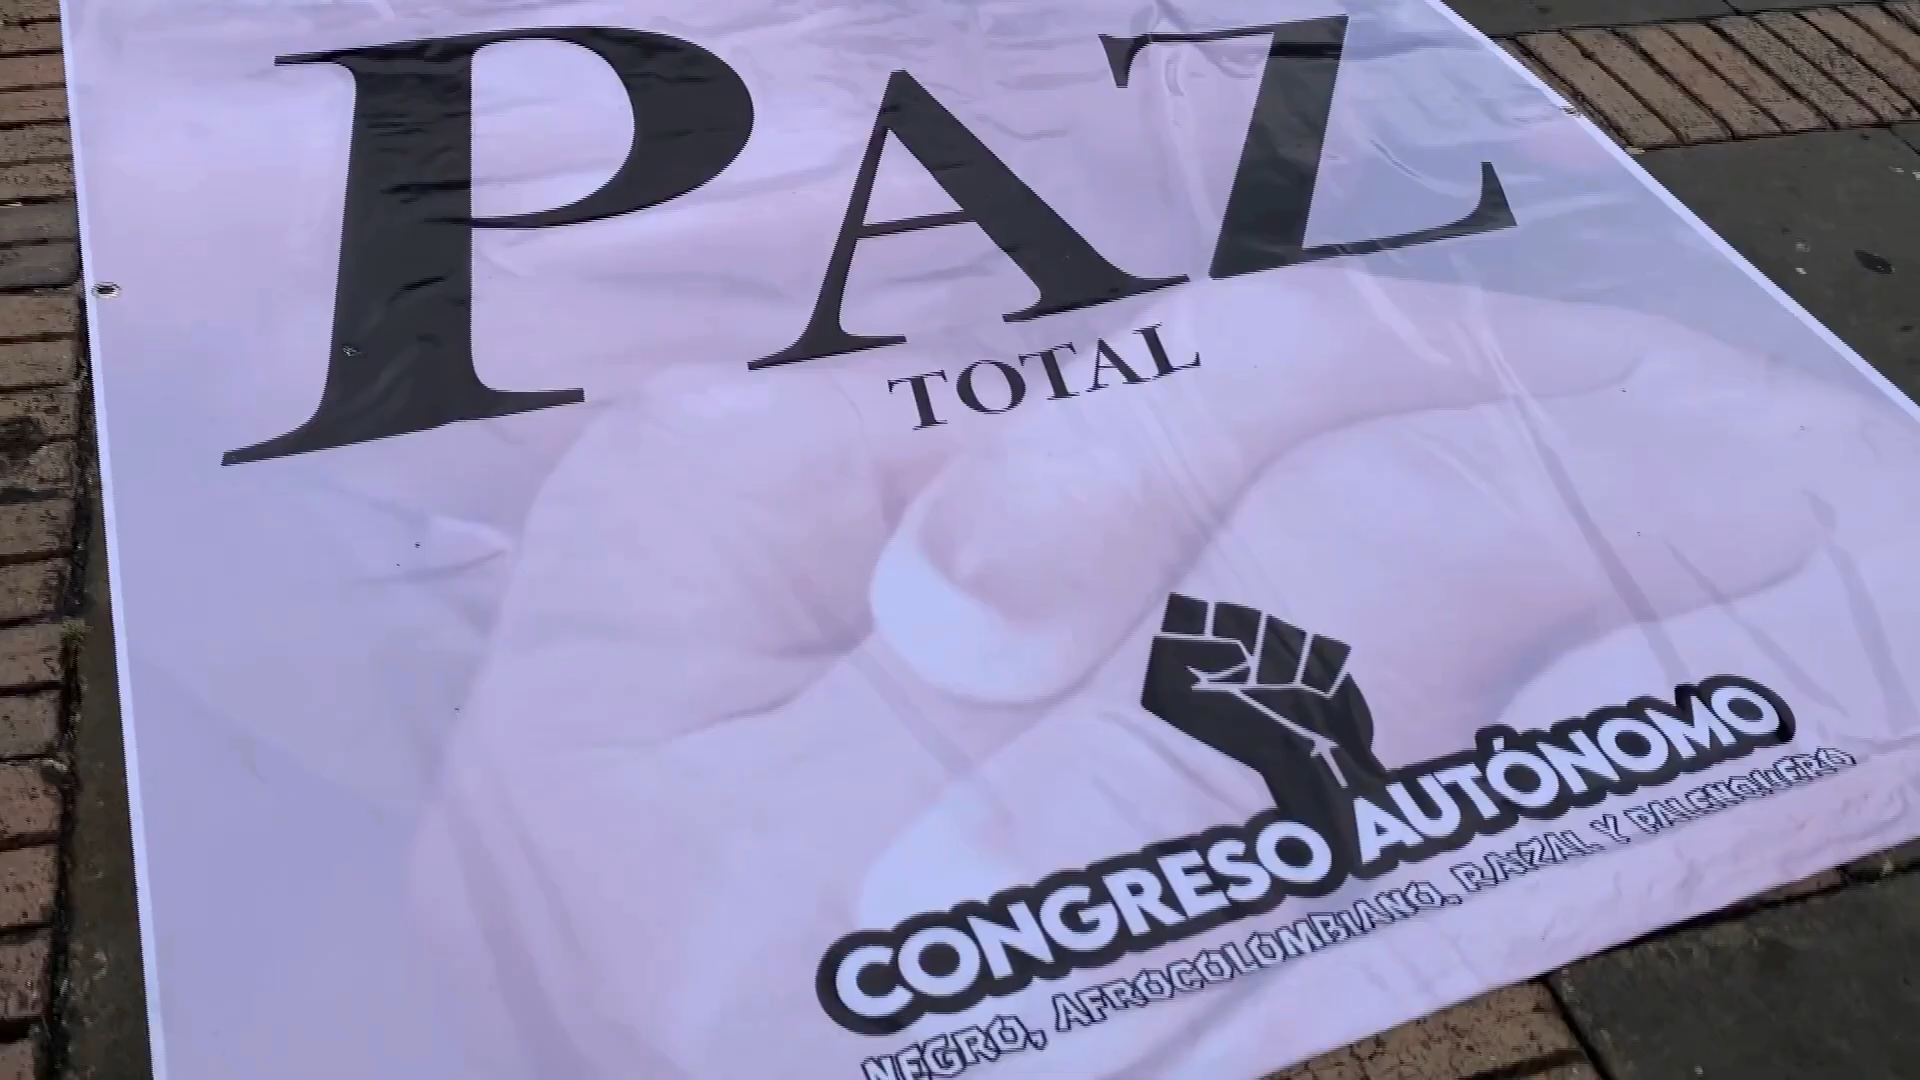 PAZ
TOTAL
CONGRESO AUTÓNOMO
NEGRO, AFROCOLOMBIANO, RAIZAL Y PALENQUERO